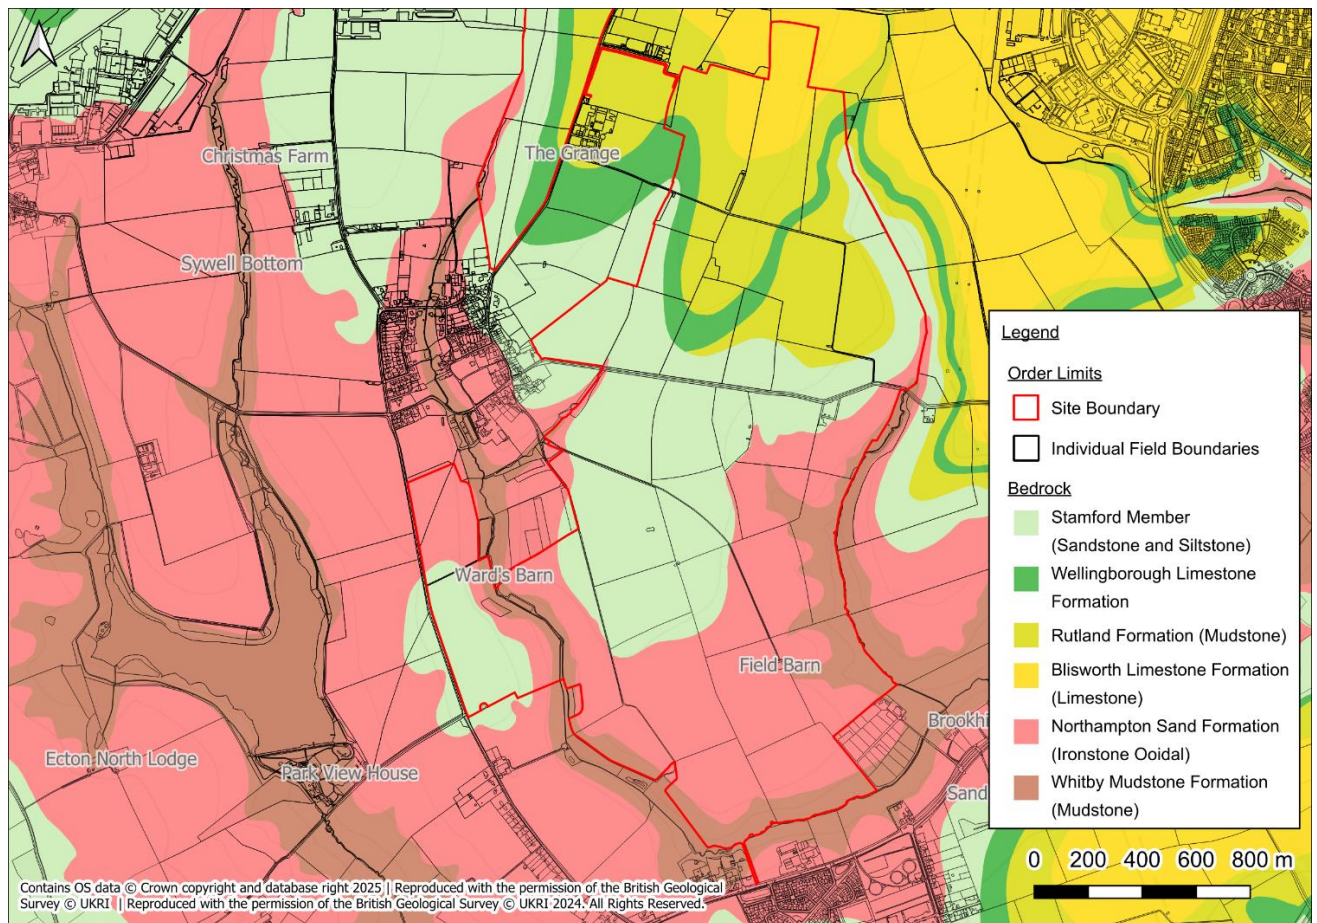 Christmas Farm
The Grange
Sywell Bottom
Ward's Barn
Field Barn
Ecton North Lodge
Park View House
Brookhi
Sand
Legend
Order Limits
Site Boundary
Individual Field Boundaries
Bedrock
Stamford Member
(Sandstone and Siltstone)
Wellingborough Limestone
Formation
Rutland Formation (Mudstone)
Blisworth Limestone Formation
(Limestone)
Northampton Sand Formation
(Ironstone Ooidal)
Whitby Mudstone Formation
(Mudstone)
0 200 400 600 800 m
Contains OS data © Crown copyright and database right 2025 | Reproduced with the permission of the British Geological
Survey © UKRI | Reproduced with the permission of the British Geological Survey © UKRI 2024. All Rights Reserved.